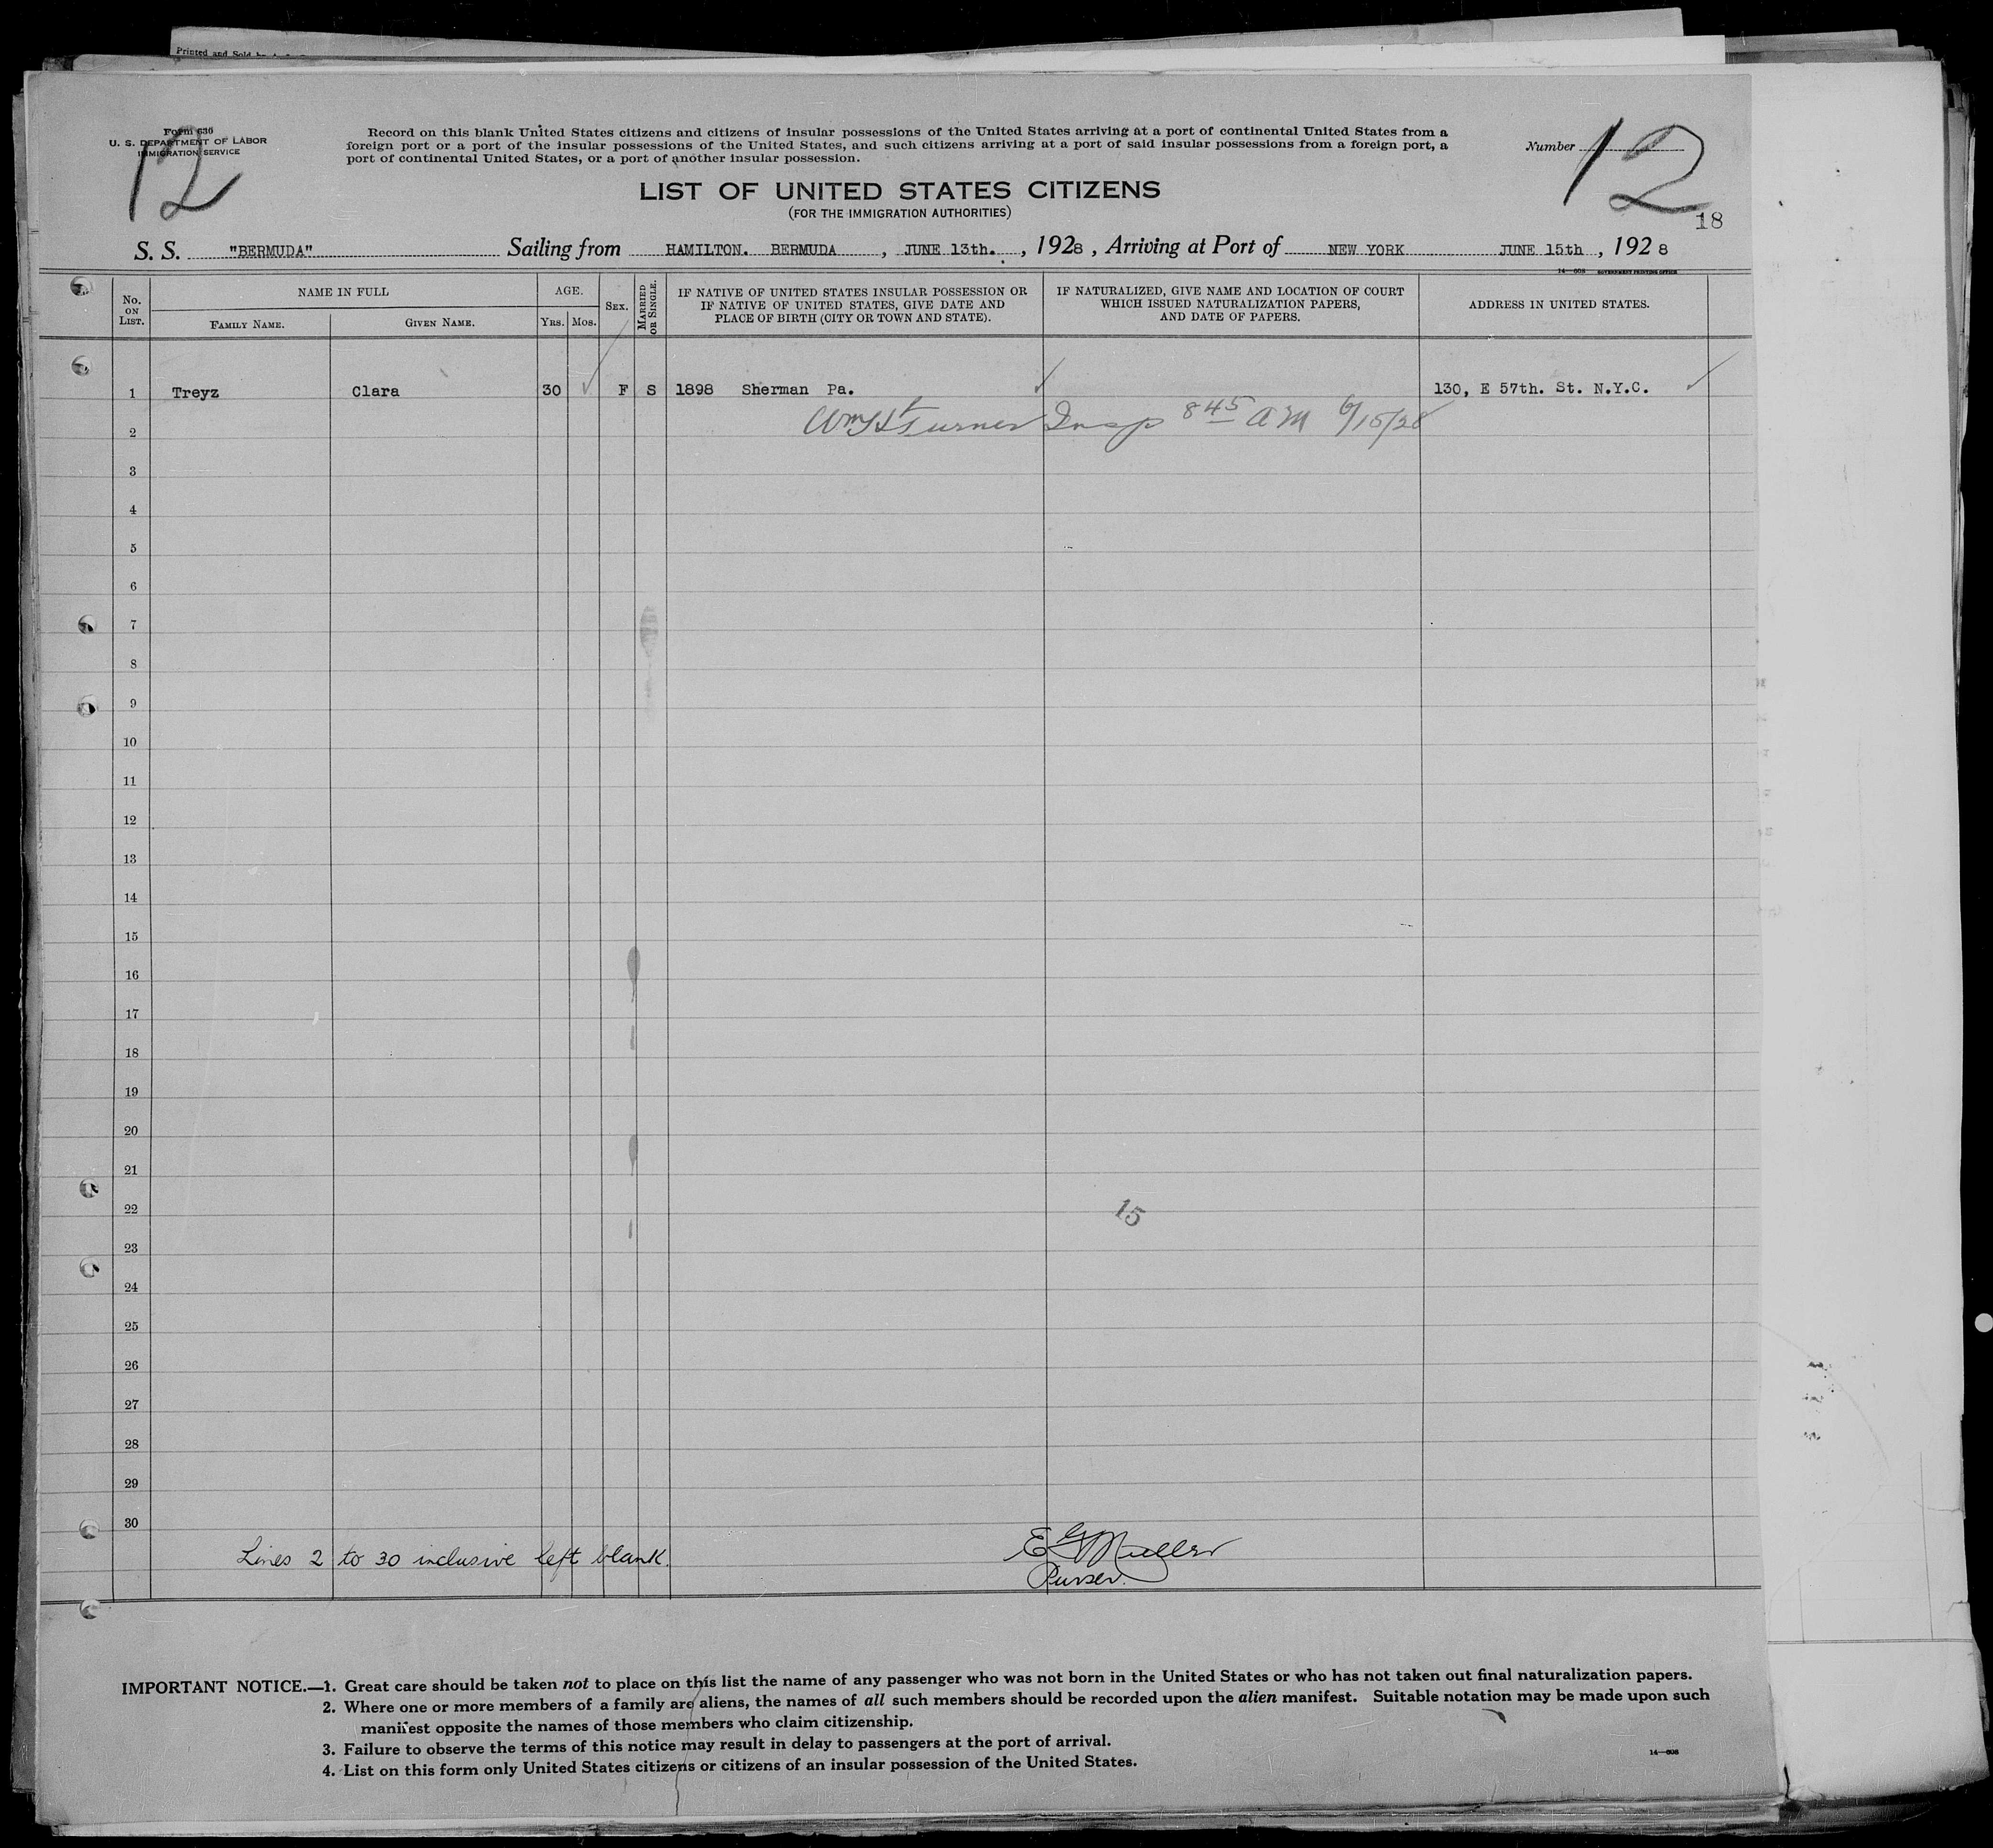 Printed and Sold by
Form 630
U. S. DEPARTMENT OF LABOR
IMMIGRATION SERVICE
12
Record on this blank United States citizens and citizens of insular possessions of the United States arriving at a port of continental United States from a
foreign port or a port of the insular possessions of the United States, and such citizens arriving at a port of said insular possessions from a foreign port, a
port of continental United States, or a port of another insular possession.
Number 12
18
LIST OF UNITED STATES CITIZENS
(FOR THE IMMIGRATION AUTHORITIES)
S. S. "BERMUDA" Sailing from HAMILTON. BERMUDA, JUNE 13th., 1928, Arriving at Port of NEW YORK JUNE 15th, 1928
14—608 GOVERNMENT PRINTING OFFICE
No. ON LIST.
NAME IN FULL
FAMILY NAME. GIVEN NAME.
AGE.
Yrs. Mos.
SEX.
MARRIED OR SINGLE.
IF NATIVE OF UNITED STATES INSULAR POSSESSION OR
IF NATIVE OF UNITED STATES, GIVE DATE AND
PLACE OF BIRTH (CITY OR TOWN AND STATE).
IF NATURALIZED, GIVE NAME AND LOCATION OF COURT
WHICH ISSUED NATURALIZATION PAPERS,
AND DATE OF PAPERS.
ADDRESS IN UNITED STATES.
1 Treyz Clara 30 F S 1898 Sherman Pa. 130, E 57th. St. N.Y.C.
2 Wm H Turner Insp 8 45 AM 6/15/28
3
4
5
6
7
8
9
10
11
12
13
14
15
16
17
18
19
20
21
22
15
23
24
25
26
27
28
29
30
Lines 2 to 30 inclusive left blank.
E G Muller
Purser.
IMPORTANT NOTICE.—1. Great care should be taken not to place on this list the name of any passenger who was not born in the United States or who has not taken out final naturalization papers.
2. Where one or more members of a family are aliens, the names of all such members should be recorded upon the alien manifest. Suitable notation may be made upon such
manifest opposite the names of those members who claim citizenship.
3. Failure to observe the terms of this notice may result in delay to passengers at the port of arrival.
4. List on this form only United States citizens or citizens of an insular possession of the United States.
14—608